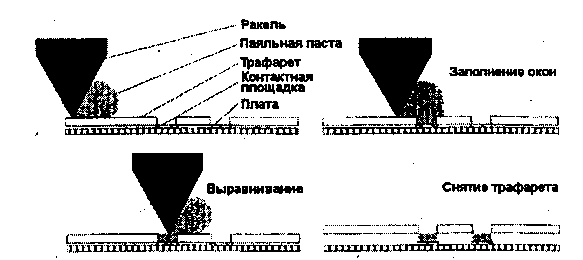 Ракель
Паяльная паста
Трафарет
Контактная
площадка
Плата
Заполнение окон
Выравнивание
Снятие трафарета